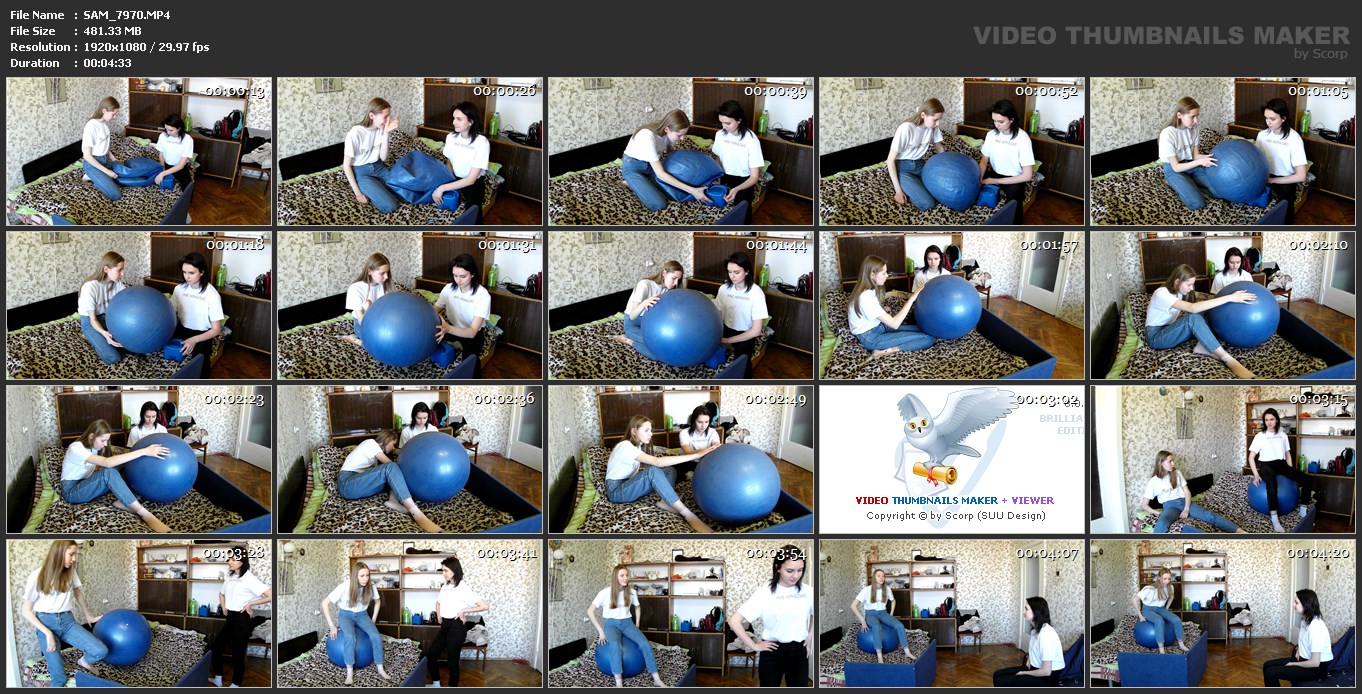 File Name : SAM_7970.MP4
File Size : 481.33 MB
Resolution : 1920x1080 / 29.97 fps
Duration : 00:04:33
VIDEO THUMBNAILS MAKER
by Scorp
00:00:13
00:00:26
00:00:39
00:00:52
00:01:05
00:01:18
00:01:31
00:01:44
00:01:57
00:02:10
00:02:23
00:02:36
00:02:49
00:03:02
BRILLIA
EDIT
VIDEO THUMBNAILS MAKER + VIEWER
Copyright © by Scorp (SUU Design)
00:03:15
00:03:28
00:03:41
00:03:54
00:04:07
00:04:20